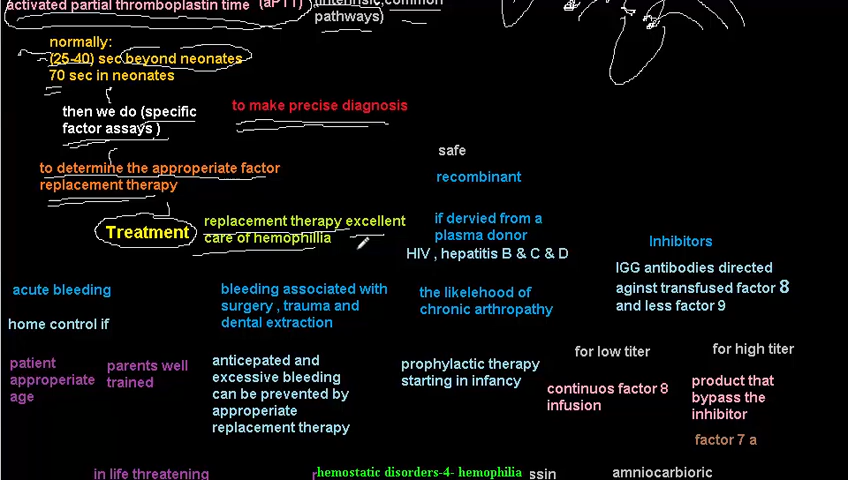 activated partial thromboplastin time (aPTT)
(intrinsic,common
pathways)
normally:
(25-40) sec beyond neonates
70 sec in neonates
then we do (specific
factor assays )
to make precise diagnosis
to determine the approperiate factor
replacement therapy
Treatment
replacement therapy excellent
care of hemophillia
safe
recombinant
if dervied from a
plasma donor
HIV , hepatitis B & C & D
Inhibitors
IGG antibodies directed
aginst transfused factor 8
and less factor 9
acute bleeding
home control if
bleeding associated with
surgery , trauma and
dental extraction
the likelehood of
chronic arthropathy
patient
approperiate
age
parents well
trained
anticepated and
excessive bleeding
can be prevented by
approperiate
replacement therapy
prophylactic therapy
starting in infancy
for low titer
continuos factor 8
infusion
for high titer
product that
bypass the
inhibitor
factor 7 a
in life threatening
hemostatic disorders-4- hemophilia
ssin
amniocarbioric